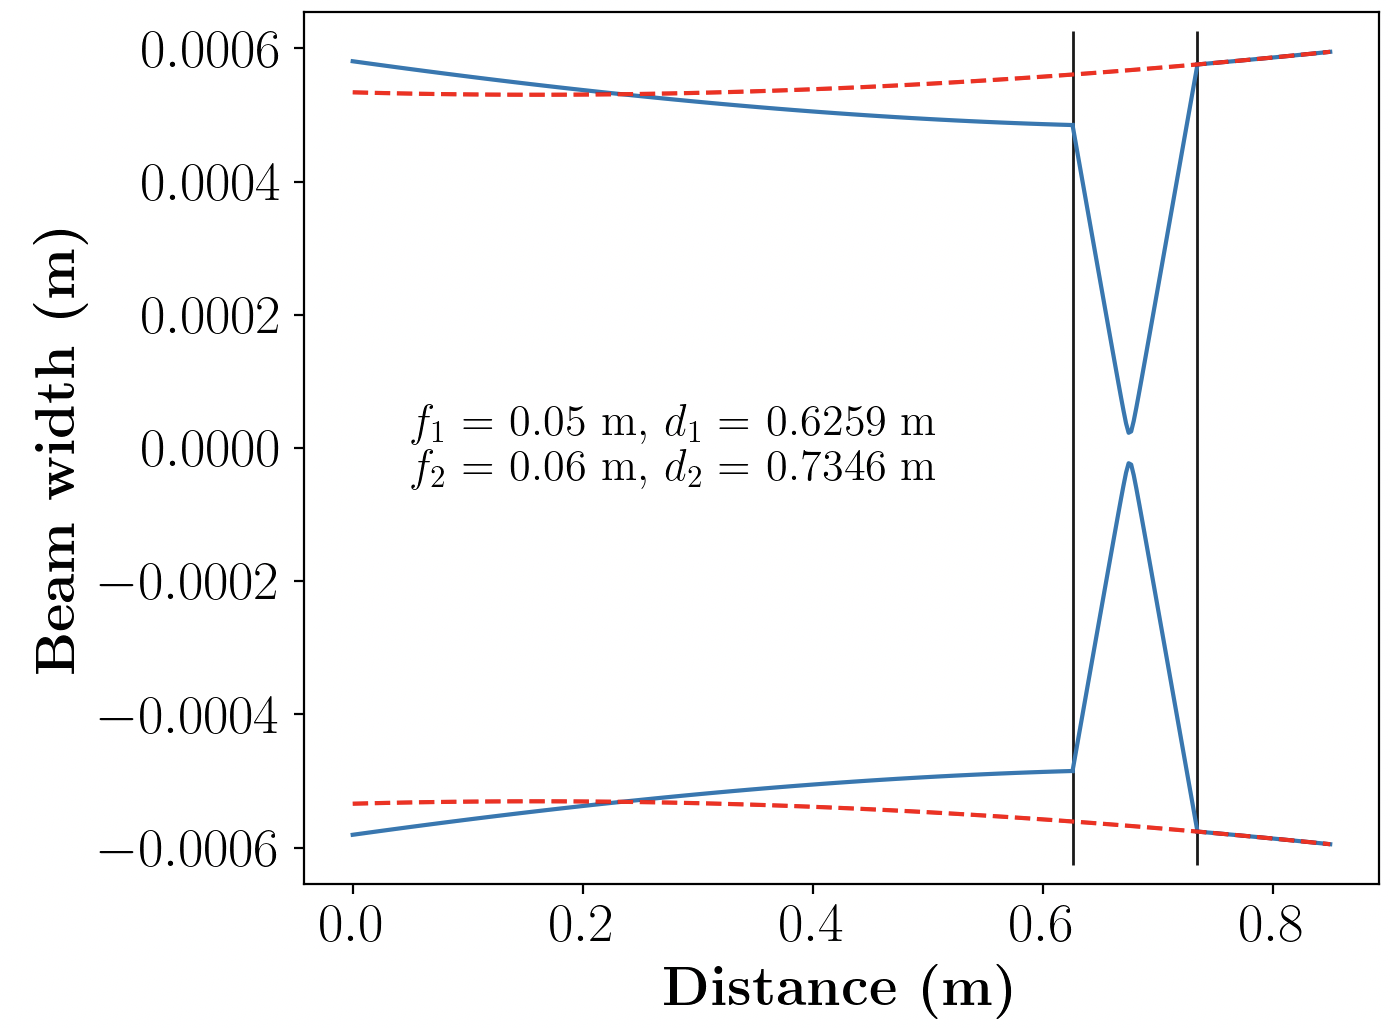 Beam width (m)
0.0006
0.0004
0.0002
0.0000
−0.0002
−0.0004
−0.0006
f₁ = 0.05 m, d₁ = 0.6259 m
f₂ = 0.06 m, d₂ = 0.7346 m
0.0 0.2 0.4 0.6 0.8
Distance (m)